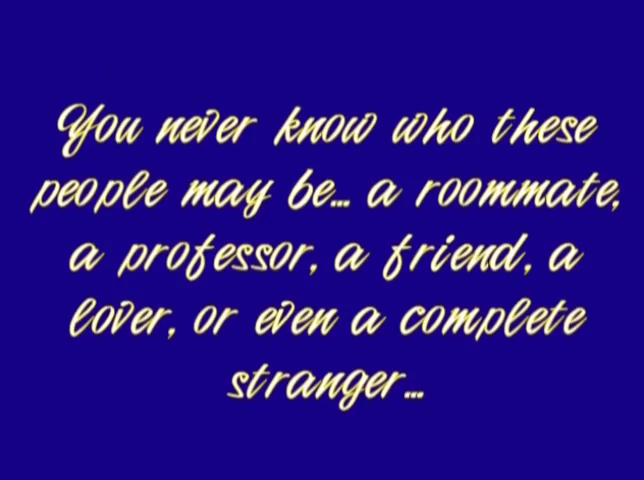 You never know who these
people may be... a roommate,
a professor, a friend, a
lover, or even a complete
stranger...